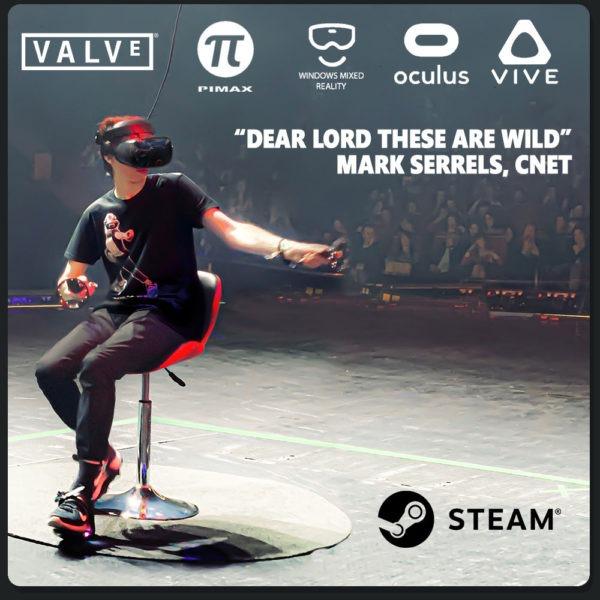 VALVE®
π
PIMAX
WINDOWS MIXED
REALITY
oculus
VIVE
“DEAR LORD THESE ARE WILD”
MARK SERRELS, CNET
STEAM®